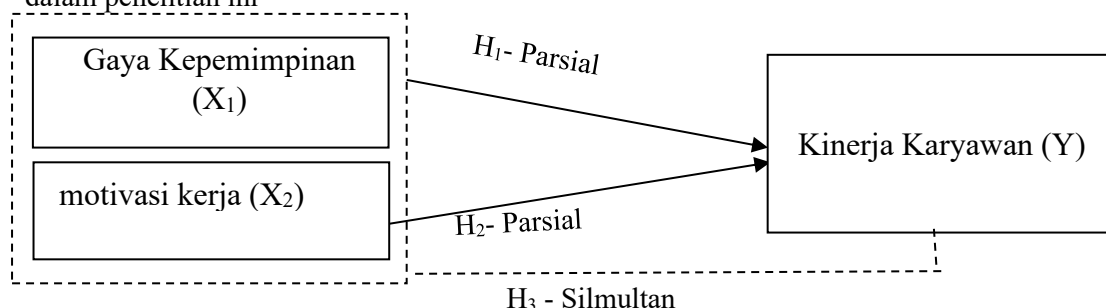 dalam penelitian ini
Gaya Kepemimpinan
(X₁)
H₁- Parsial
Kinerja Karyawan (Y)
motivasi kerja (X₂)
H₂- Parsial
H₃ - Silmultan